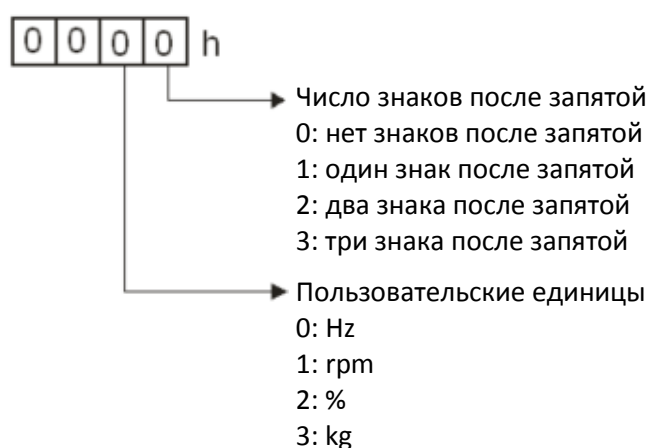 0 0 0 0 h
Число знаков после запятой
0: нет знаков после запятой
1: один знак после запятой
2: два знака после запятой
3: три знака после запятой
Пользовательские единицы
0: Hz
1: rpm
2: %
3: kg